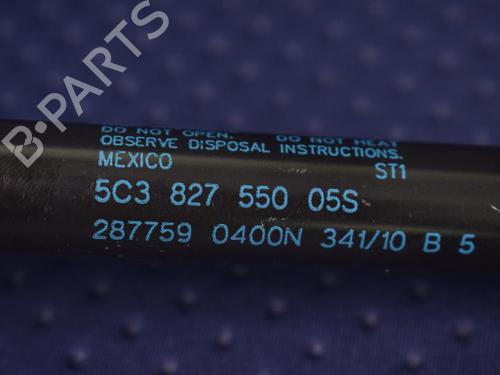 DO NOT OPEN. DO NOT HEAT
OBSERVE DISPOSAL INSTRUCTIONS.
MEXICO ST1
5C3 827 550 05S
287759 0400N 341/10 B 5
B-PARTS